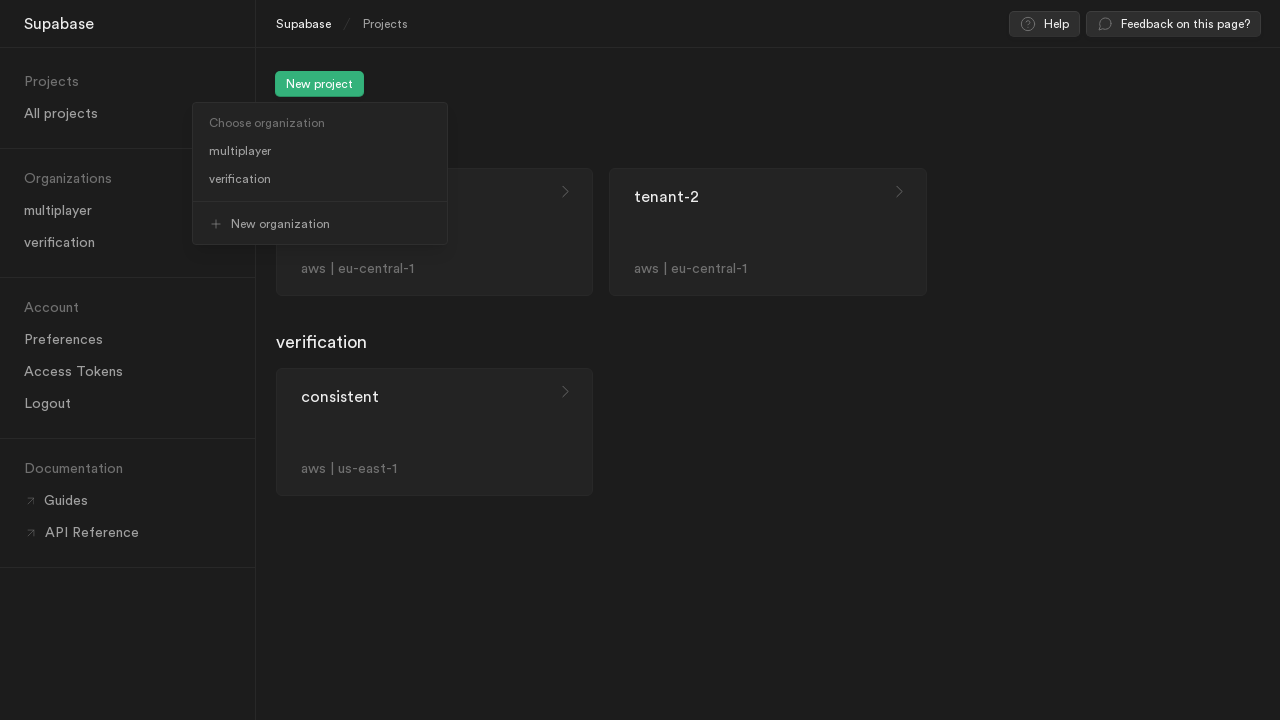 Supabase
Supabase / Projects
Help
Feedback on this page?
Projects
All projects
Organizations
multiplayer
verification
Account
Preferences
Access Tokens
Logout
Documentation
Guides
API Reference
New project
Choose organization
multiplayer
verification
New organization
aws | eu-central-1
tenant-2
aws | eu-central-1
verification
consistent
aws | us-east-1